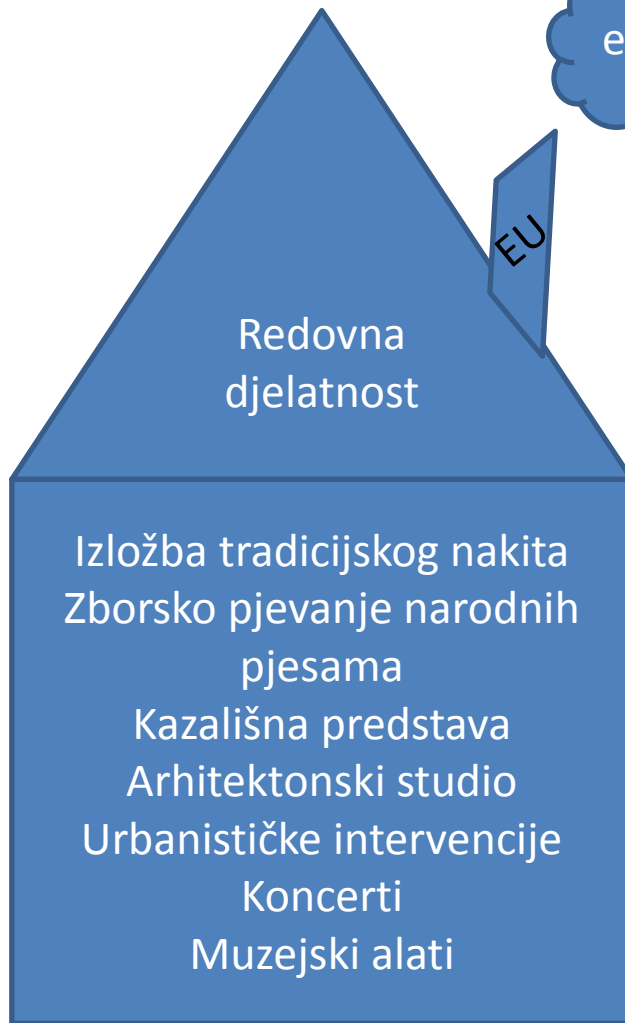 EU
Redovna
djelatnost
Izložba tradicijskog nakita
Zborsko pjevanje narodnih
pjesama
Kazališna predstava
Arhitektonski studio
Urbanističke intervencije
Koncerti
Muzejski alati